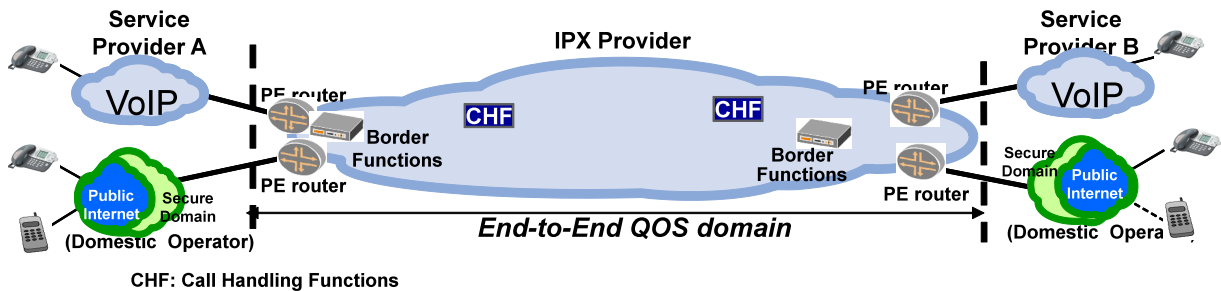 Service
Provider A
IPX Provider
Service
Provider B
VoIP
PE router
CHF
CHF
PE router
VoIP
Border
Functions
Border
Functions
PE router
PE router
Public
Internet
Secure
Domain
Secure
Domain
Public
Internet
(Domestic Operator)
End-to-End QOS domain
(Domestic Opera
CHF: Call Handling Functions